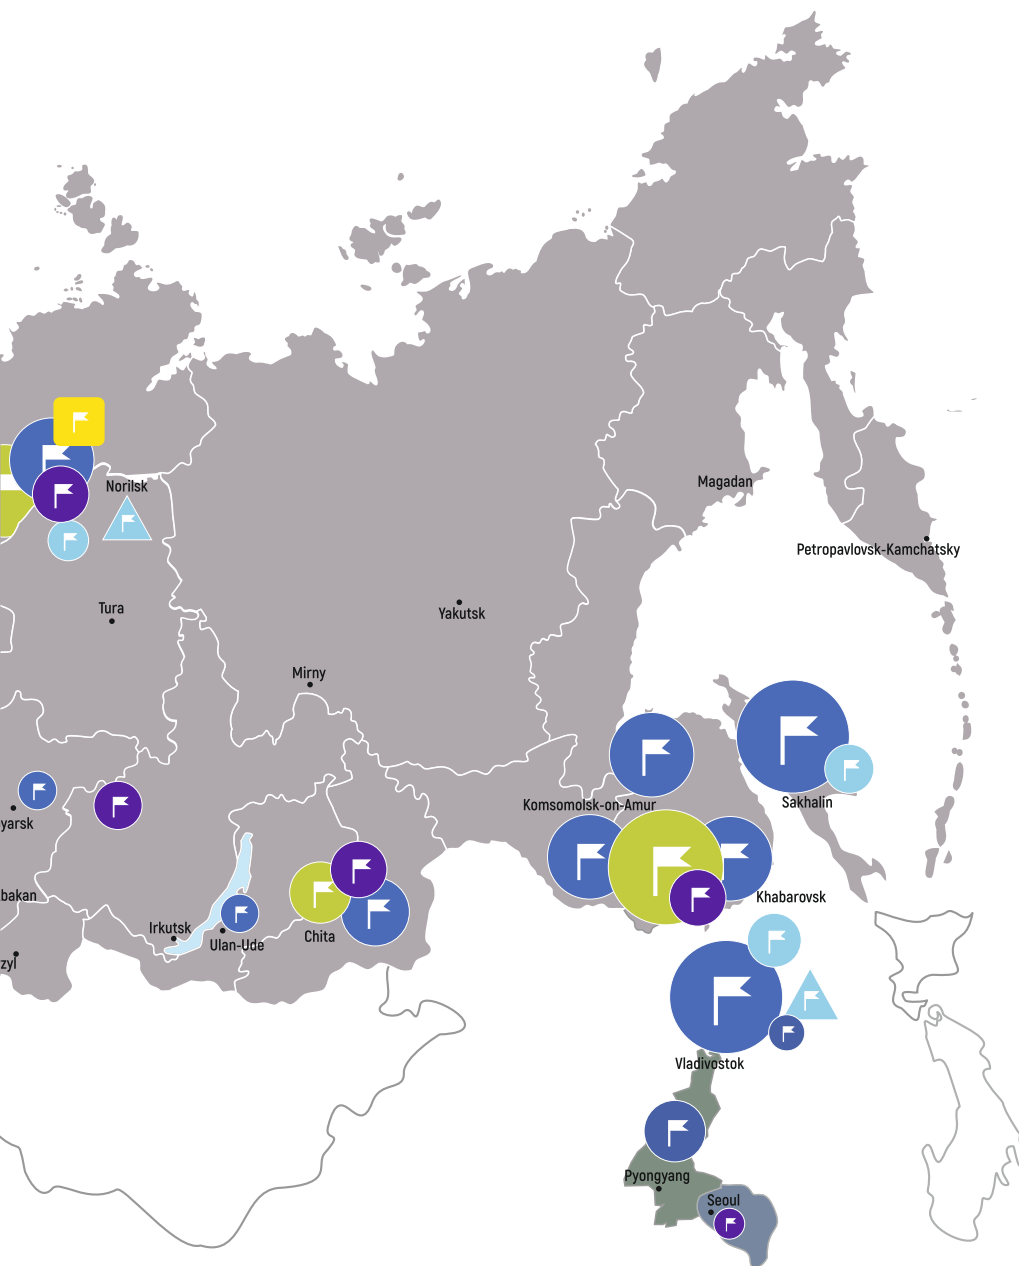 Norilsk
Magadan
Petropavlovsk-Kamchatsky
Tura
Yakutsk
Mirny
Komsomolsk-on-Amur
Sakhalin
yarsk
bakan
Khabarovsk
Irkutsk
Ulan-Ude
Chita
zyl
Vladivostok
Pyongyang
Seoul